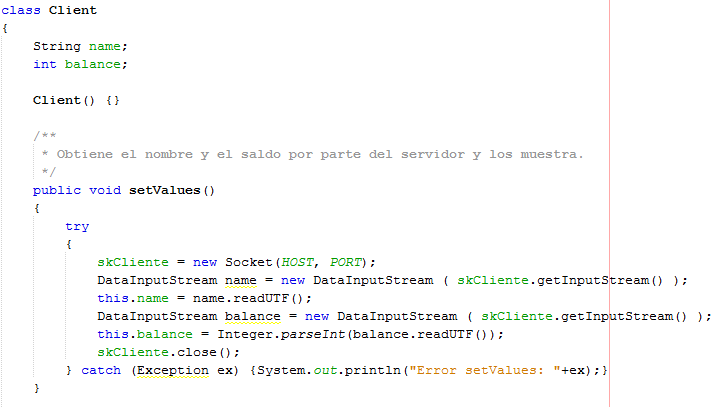 class Client
{
String name;
int balance;
Client() {}
/**
* Obtiene el nombre y el saldo por parte del servidor y los muestra.
*/
public void setValues()
{
try
{
skCliente = new Socket(HOST, PORT);
DataInputStream name = new DataInputStream ( skCliente.getInputStream() );
this.name = name.readUTF();
DataInputStream balance = new DataInputStream ( skCliente.getInputStream() );
this.balance = Integer.parseInt(balance.readUTF());
skCliente.close();
} catch (Exception ex) {System.out.println("Error setValues: "+ex);}
}